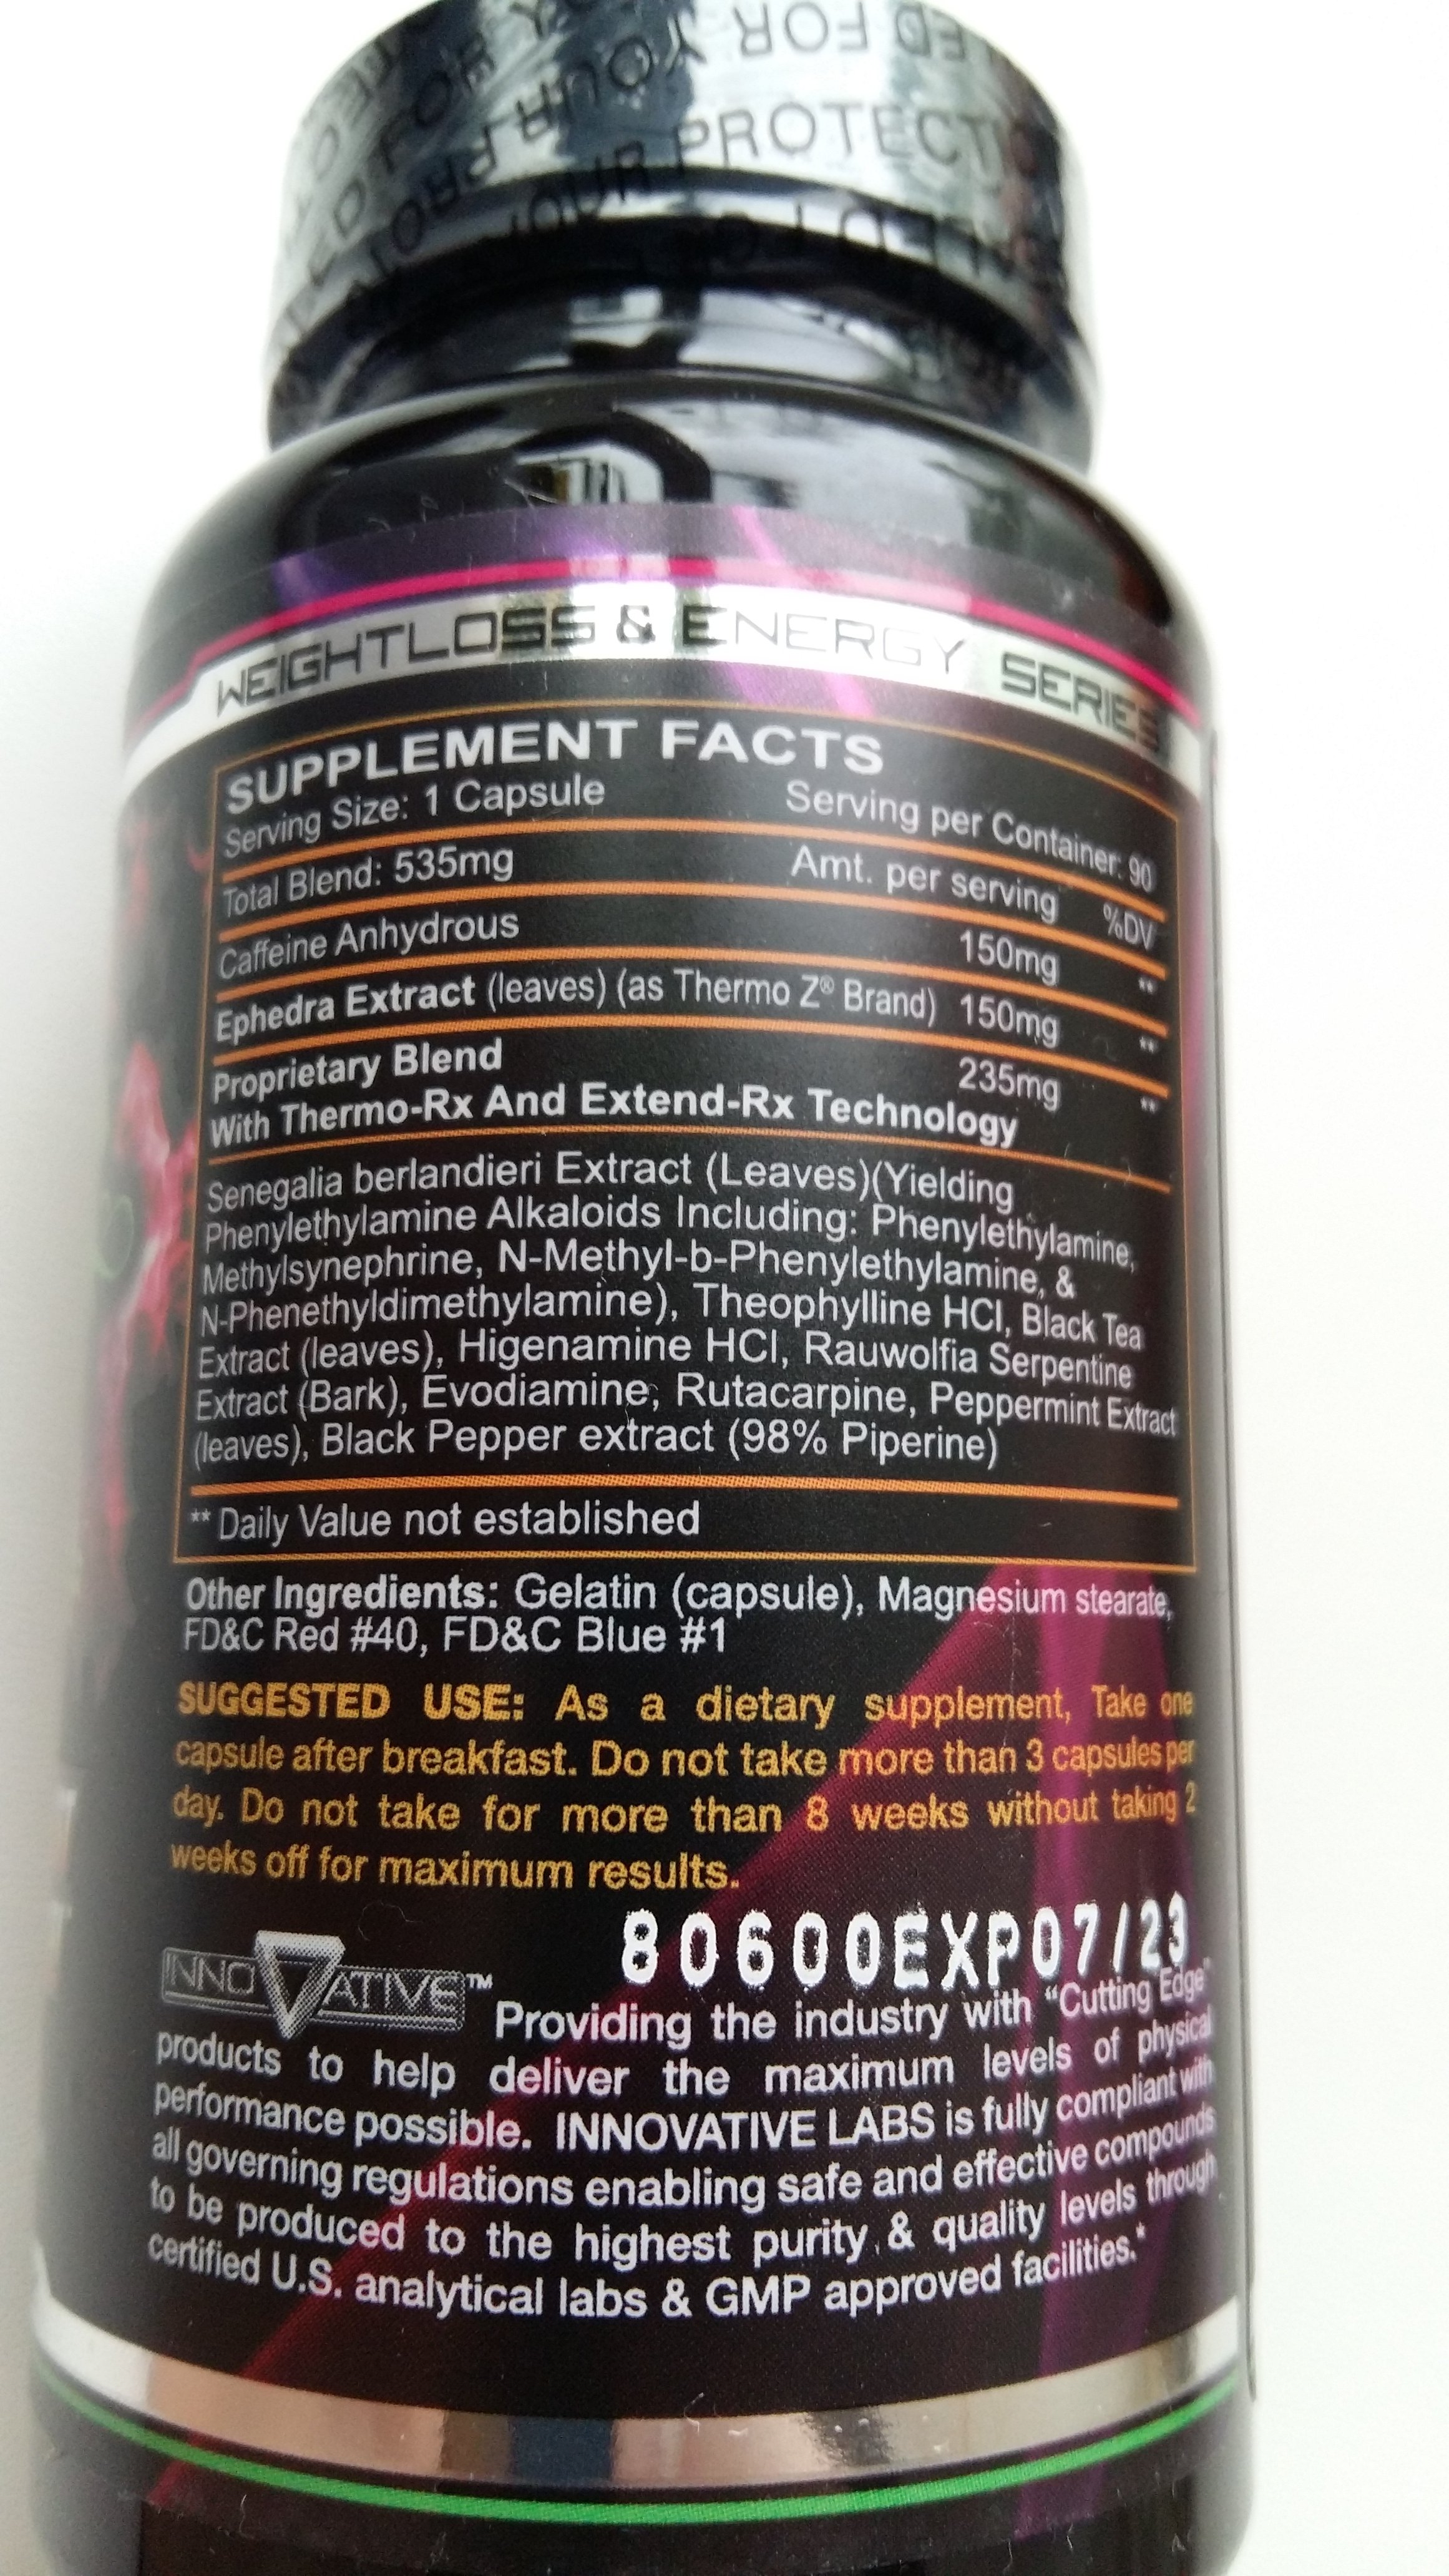 YOUR FOR
YOUR PROTECT
WEIGHTLOSS & ENERGY SERIES
SUPPLEMENT FACTS
Serving Size: 1 Capsule Serving per Container: 90
Total Blend: 535mg Amt. per serving %DV
Caffeine Anhydrous 150mg **
Ephedra Extract (leaves) (as Thermo Z® Brand) 150mg **
Proprietary Blend 235mg **
With Thermo-Rx And Extend-Rx Technology
Senegalia berlandieri Extract (Leaves)(Yielding
Phenylethylamine Alkaloids Including: Phenylethylamine,
Methylsynephrine, N-Methyl-b-Phenylethylamine, &
N-Phenethyldimethylamine), Theophylline HCl, Black Tea
Extract (leaves), Higenamine HCl, Rauwolfia Serpentine
Extract (Bark), Evodiamine, Rutacarpine, Peppermint Extract
(leaves), Black Pepper extract (98% Piperine)
** Daily Value not established
Other Ingredients: Gelatin (capsule), Magnesium stearate,
FD&C Red #40, FD&C Blue #1
SUGGESTED USE: As a dietary supplement, Take one
capsule after breakfast. Do not take more than 3 capsules per
day. Do not take for more than 8 weeks without taking 2
weeks off for maximum results.
80600EXP07/23
INNOVATIVE™ Providing the industry with "Cutting Edge"
products to help deliver the maximum levels of physical
performance possible. INNOVATIVE LABS is fully compliant with
all governing regulations enabling safe and effective compounds
to be produced to the highest purity & quality levels through
certified U.S. analytical labs & GMP approved facilities.*